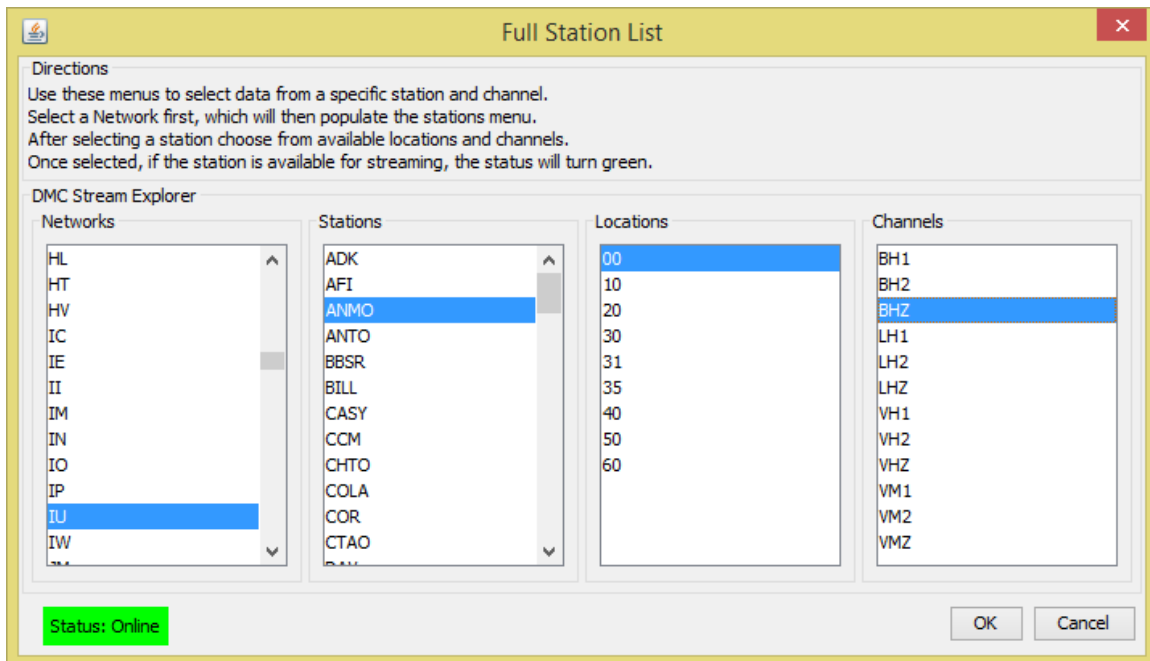 Full Station List
Directions
Use these menus to select data from a specific station and channel.
Select a Network first, which will then populate the stations menu.
After selecting a station choose from available locations and channels.
Once selected, if the station is available for streaming, the status will turn green.
DMC Stream Explorer
Networks
HL
HT
HV
IC
IE
II
IM
IN
IO
IP
IU
IW
Stations
ADK
AFI
ANMO
ANTO
BBSR
BILL
CASY
CCM
CHTO
COLA
COR
CTAO
Locations
00
10
20
30
31
35
40
50
60
Channels
BH1
BH2
BHZ
LH1
LH2
LHZ
VH1
VH2
VHZ
VM1
VM2
VMZ
Status: Online
OK Cancel